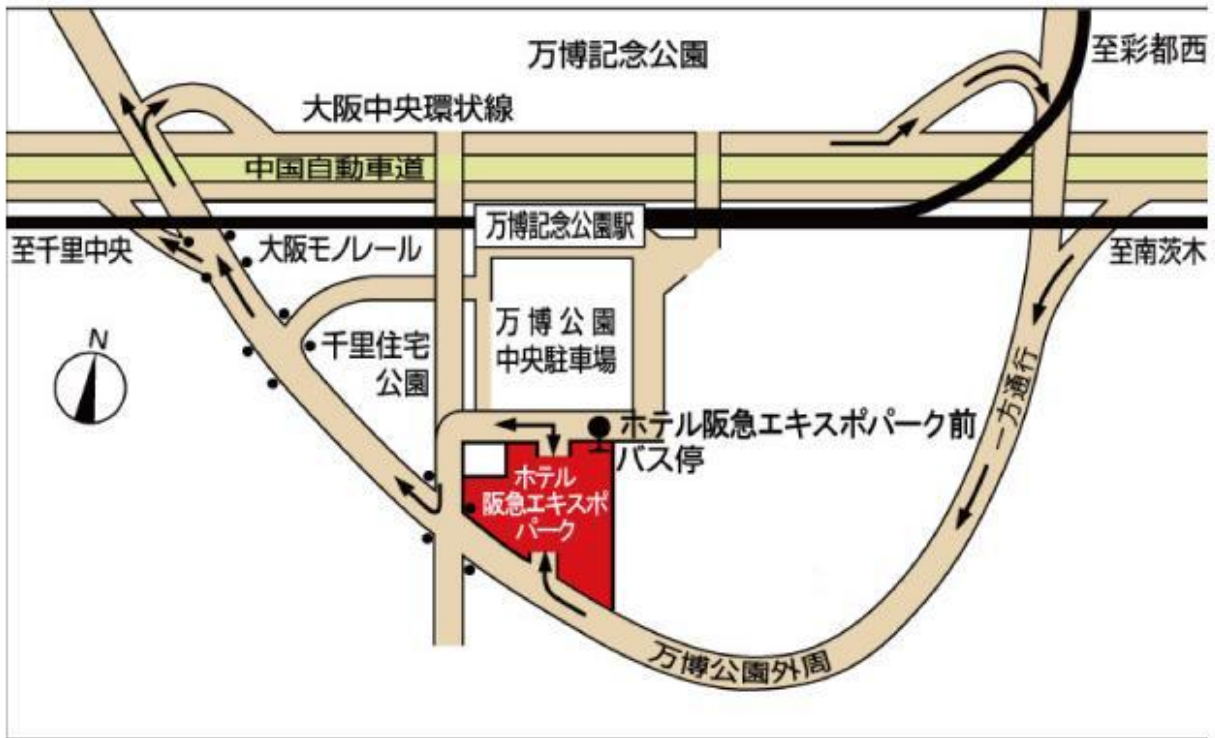 万博記念公園
至彩都西
大阪中央環状線
中国自動車道
万博記念公園駅
至千里中央
大阪モノレール
至南茨木
N
万博公園
中央駐車場
千里住宅
公園
一方通行
ホテル阪急エキスポパーク前
バス停
ホテル
阪急エキスポ
パーク
万博公園外周